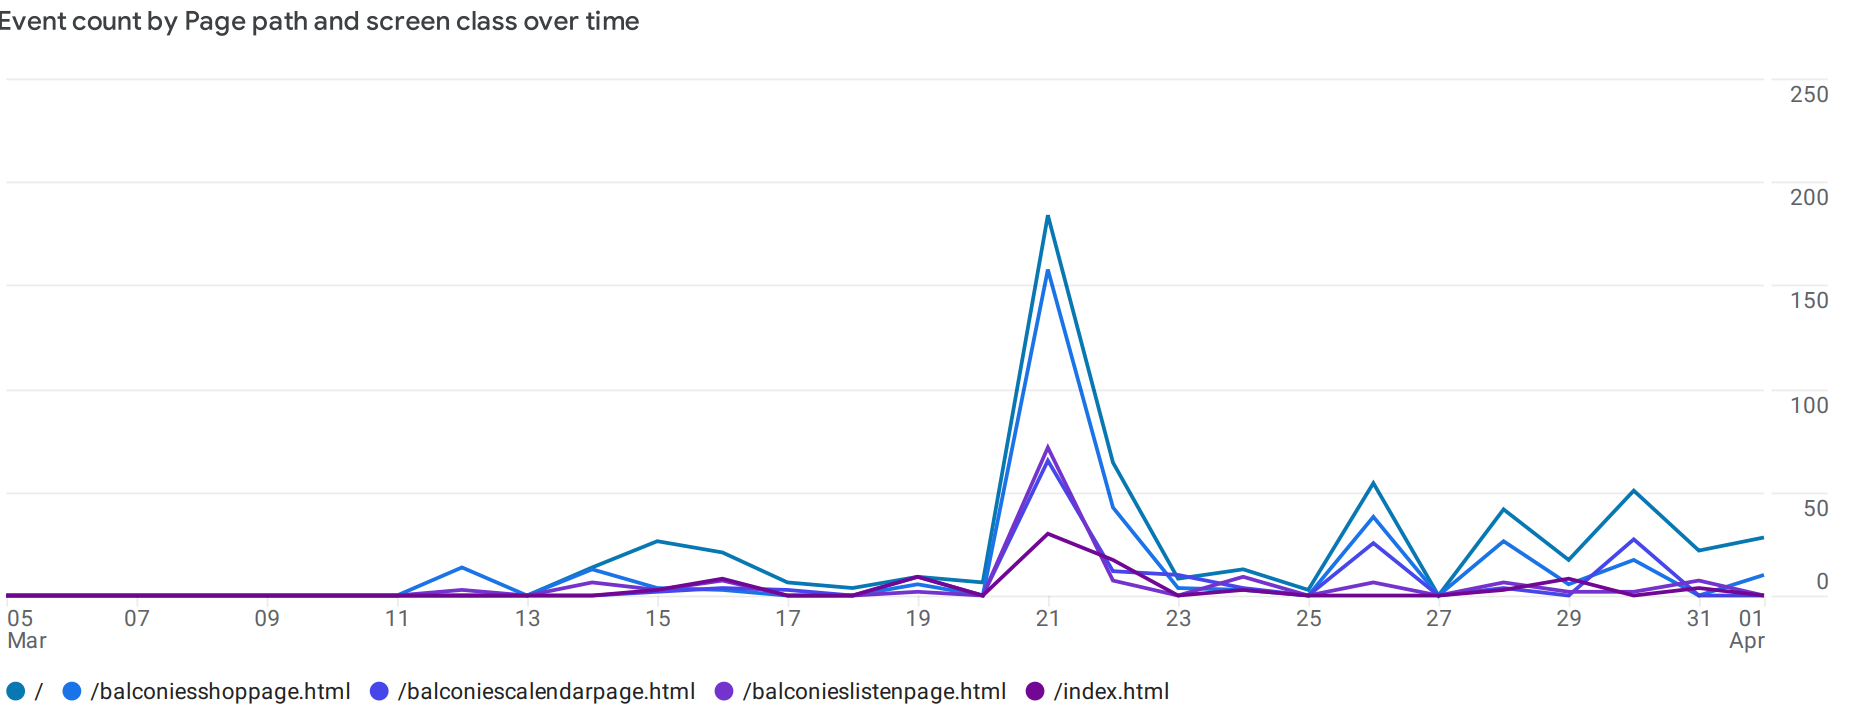 Event count by Page path and screen class over time
250
200
150
100
50
0
05 07 09 11 13 15 17 19 21 23 25 27 29 31 01
Mar Apr
/ /balconiesshoppage.html /balconiescalendarpage.html /balconieslistenpage.html /index.html